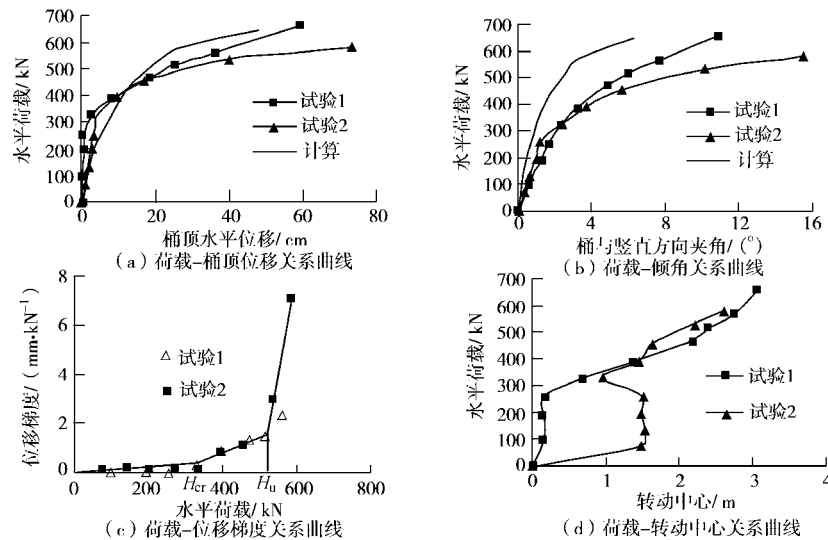 水平荷载/ kN
800
700
600
500
400
300
200
100
0
0
20
40
60
80
试验1
试验2
计算
桶顶水平位移/ cm
(a)荷载–桶顶位移关系曲线
水平荷载/ kN
700
600
500
400
300
200
100
0
0
4
8
12
16
试验1
试验2
计算
桶与竖直方向夹角/ (°)
(b)荷载–倾角关系曲线
位移梯度/(mm·kN⁻¹)
8
6
4
2
0
0
200
Hcr
400
Hu
600
800
试验1
试验2
水平荷载/ kN
(c)荷载–位移梯度关系曲线
水平荷载/ kN
700
600
500
400
300
200
100
0
0
1
2
3
4
试验1
试验2
转动中心/ m
(d)荷载–转动中心关系曲线